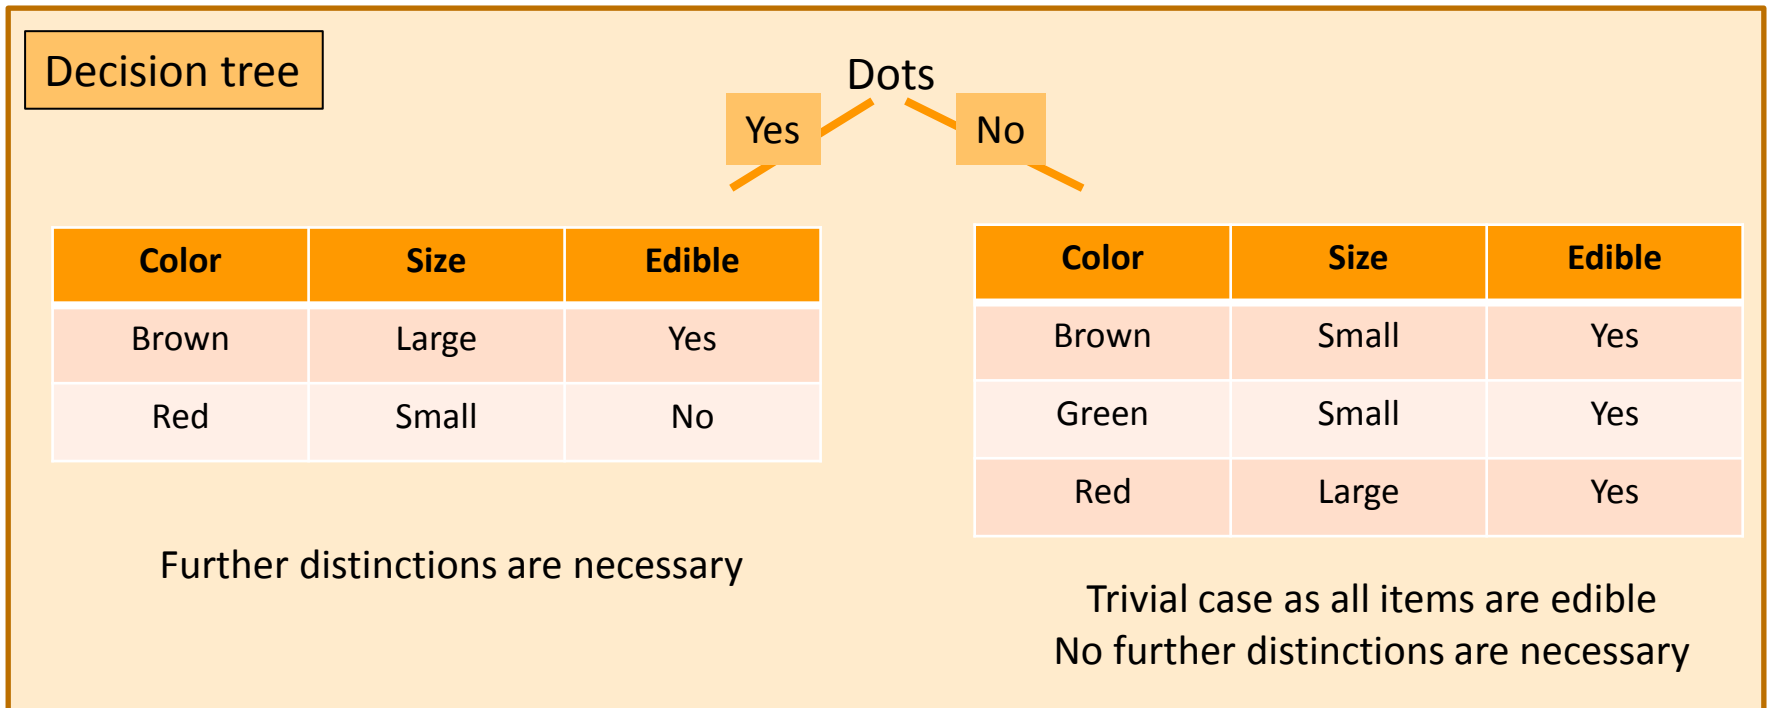 Decision tree
Dots
Yes
No
Color Size Edible
Brown Large Yes
Red Small No
Further distinctions are necessary
Color Size Edible
Brown Small Yes
Green Small Yes
Red Large Yes
Trivial case as all items are edible
No further distinctions are necessary